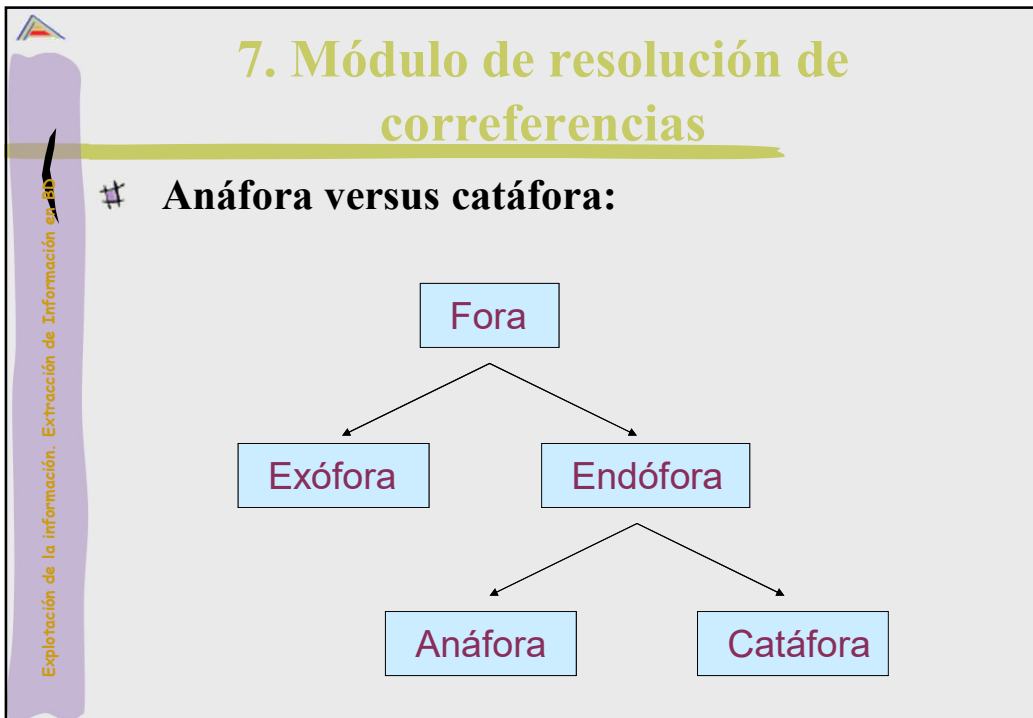 7. Módulo de resolución de
correferencias
Anáfora versus catáfora:
Fora
Exófora
Endófora
Anáfora
Catáfora
Explotación de la información. Extracción de Información en BD